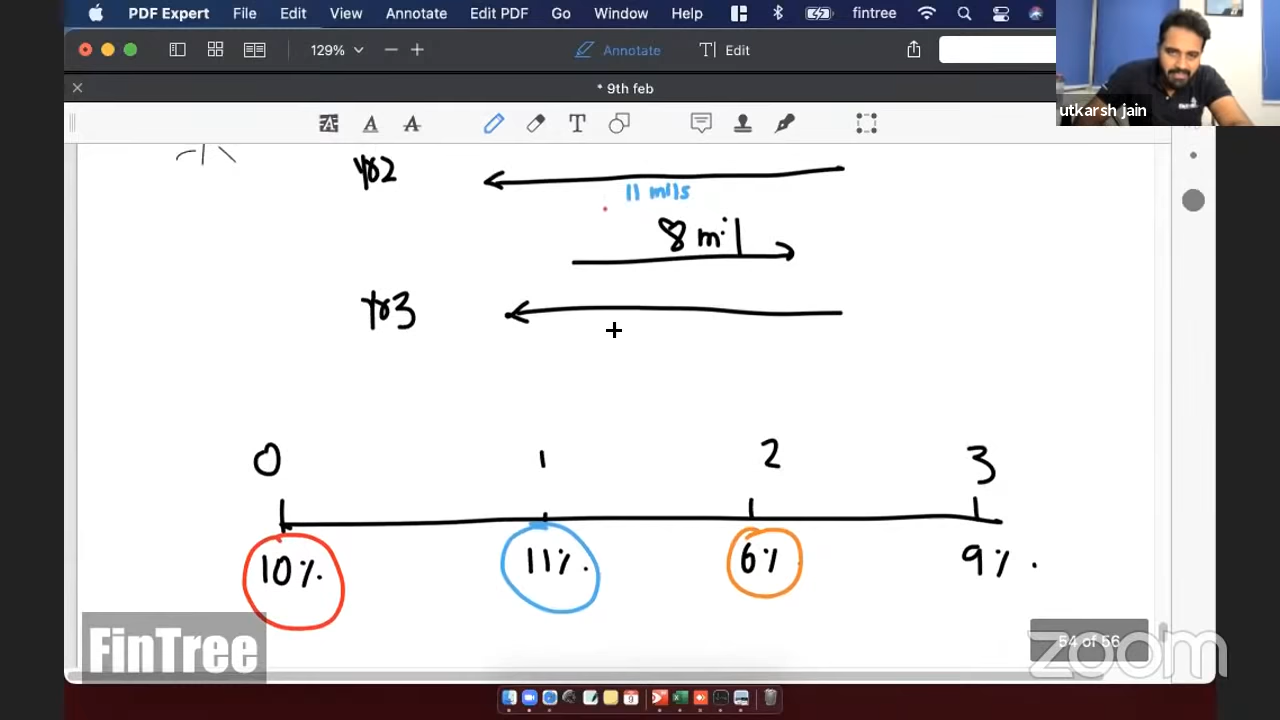 PDF Expert File Edit View Annotate Edit PDF Go Window Help fintree
129% Annotate T| Edit
* 9th feb
utkarsh jain
yr2
11 mils
8 mil
yr3
0 1 2 3
10%. 11%. 6% 9%.
FinTree
54 of 56
zoom